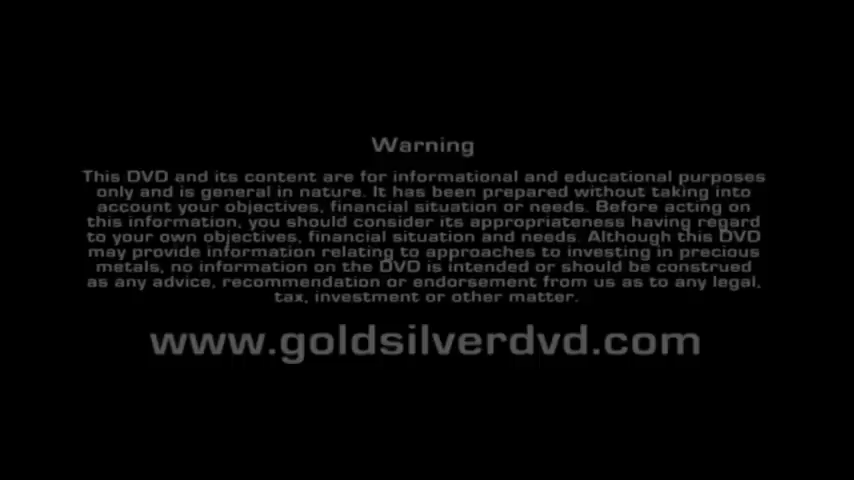 Warning
This DVD and its content are for informational and educational purposes
only and is general in nature. It has been prepared without taking into
account your objectives, financial situation or needs. Before acting on
this information, you should consider its appropriateness having regard
to your own objectives, financial situation and needs. Although this DVD
may provide information relating to approaches to investing in precious
metals, no information on the DVD is intended or should be construed
as any advice, recommendation or endorsement from us as to any legal,
tax, investment or other matter.
www.goldsilverdvd.com